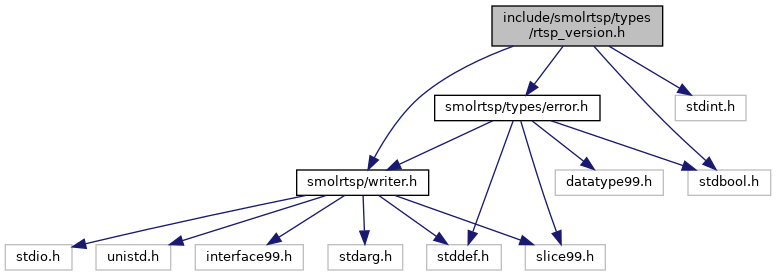 include/smolrtsp/types
/rtsp_version.h
smolrtsp/types/error.h
stdint.h
smolrtsp/writer.h
datatype99.h
stdbool.h
stdio.h
unistd.h
interface99.h
stdarg.h
stddef.h
slice99.h